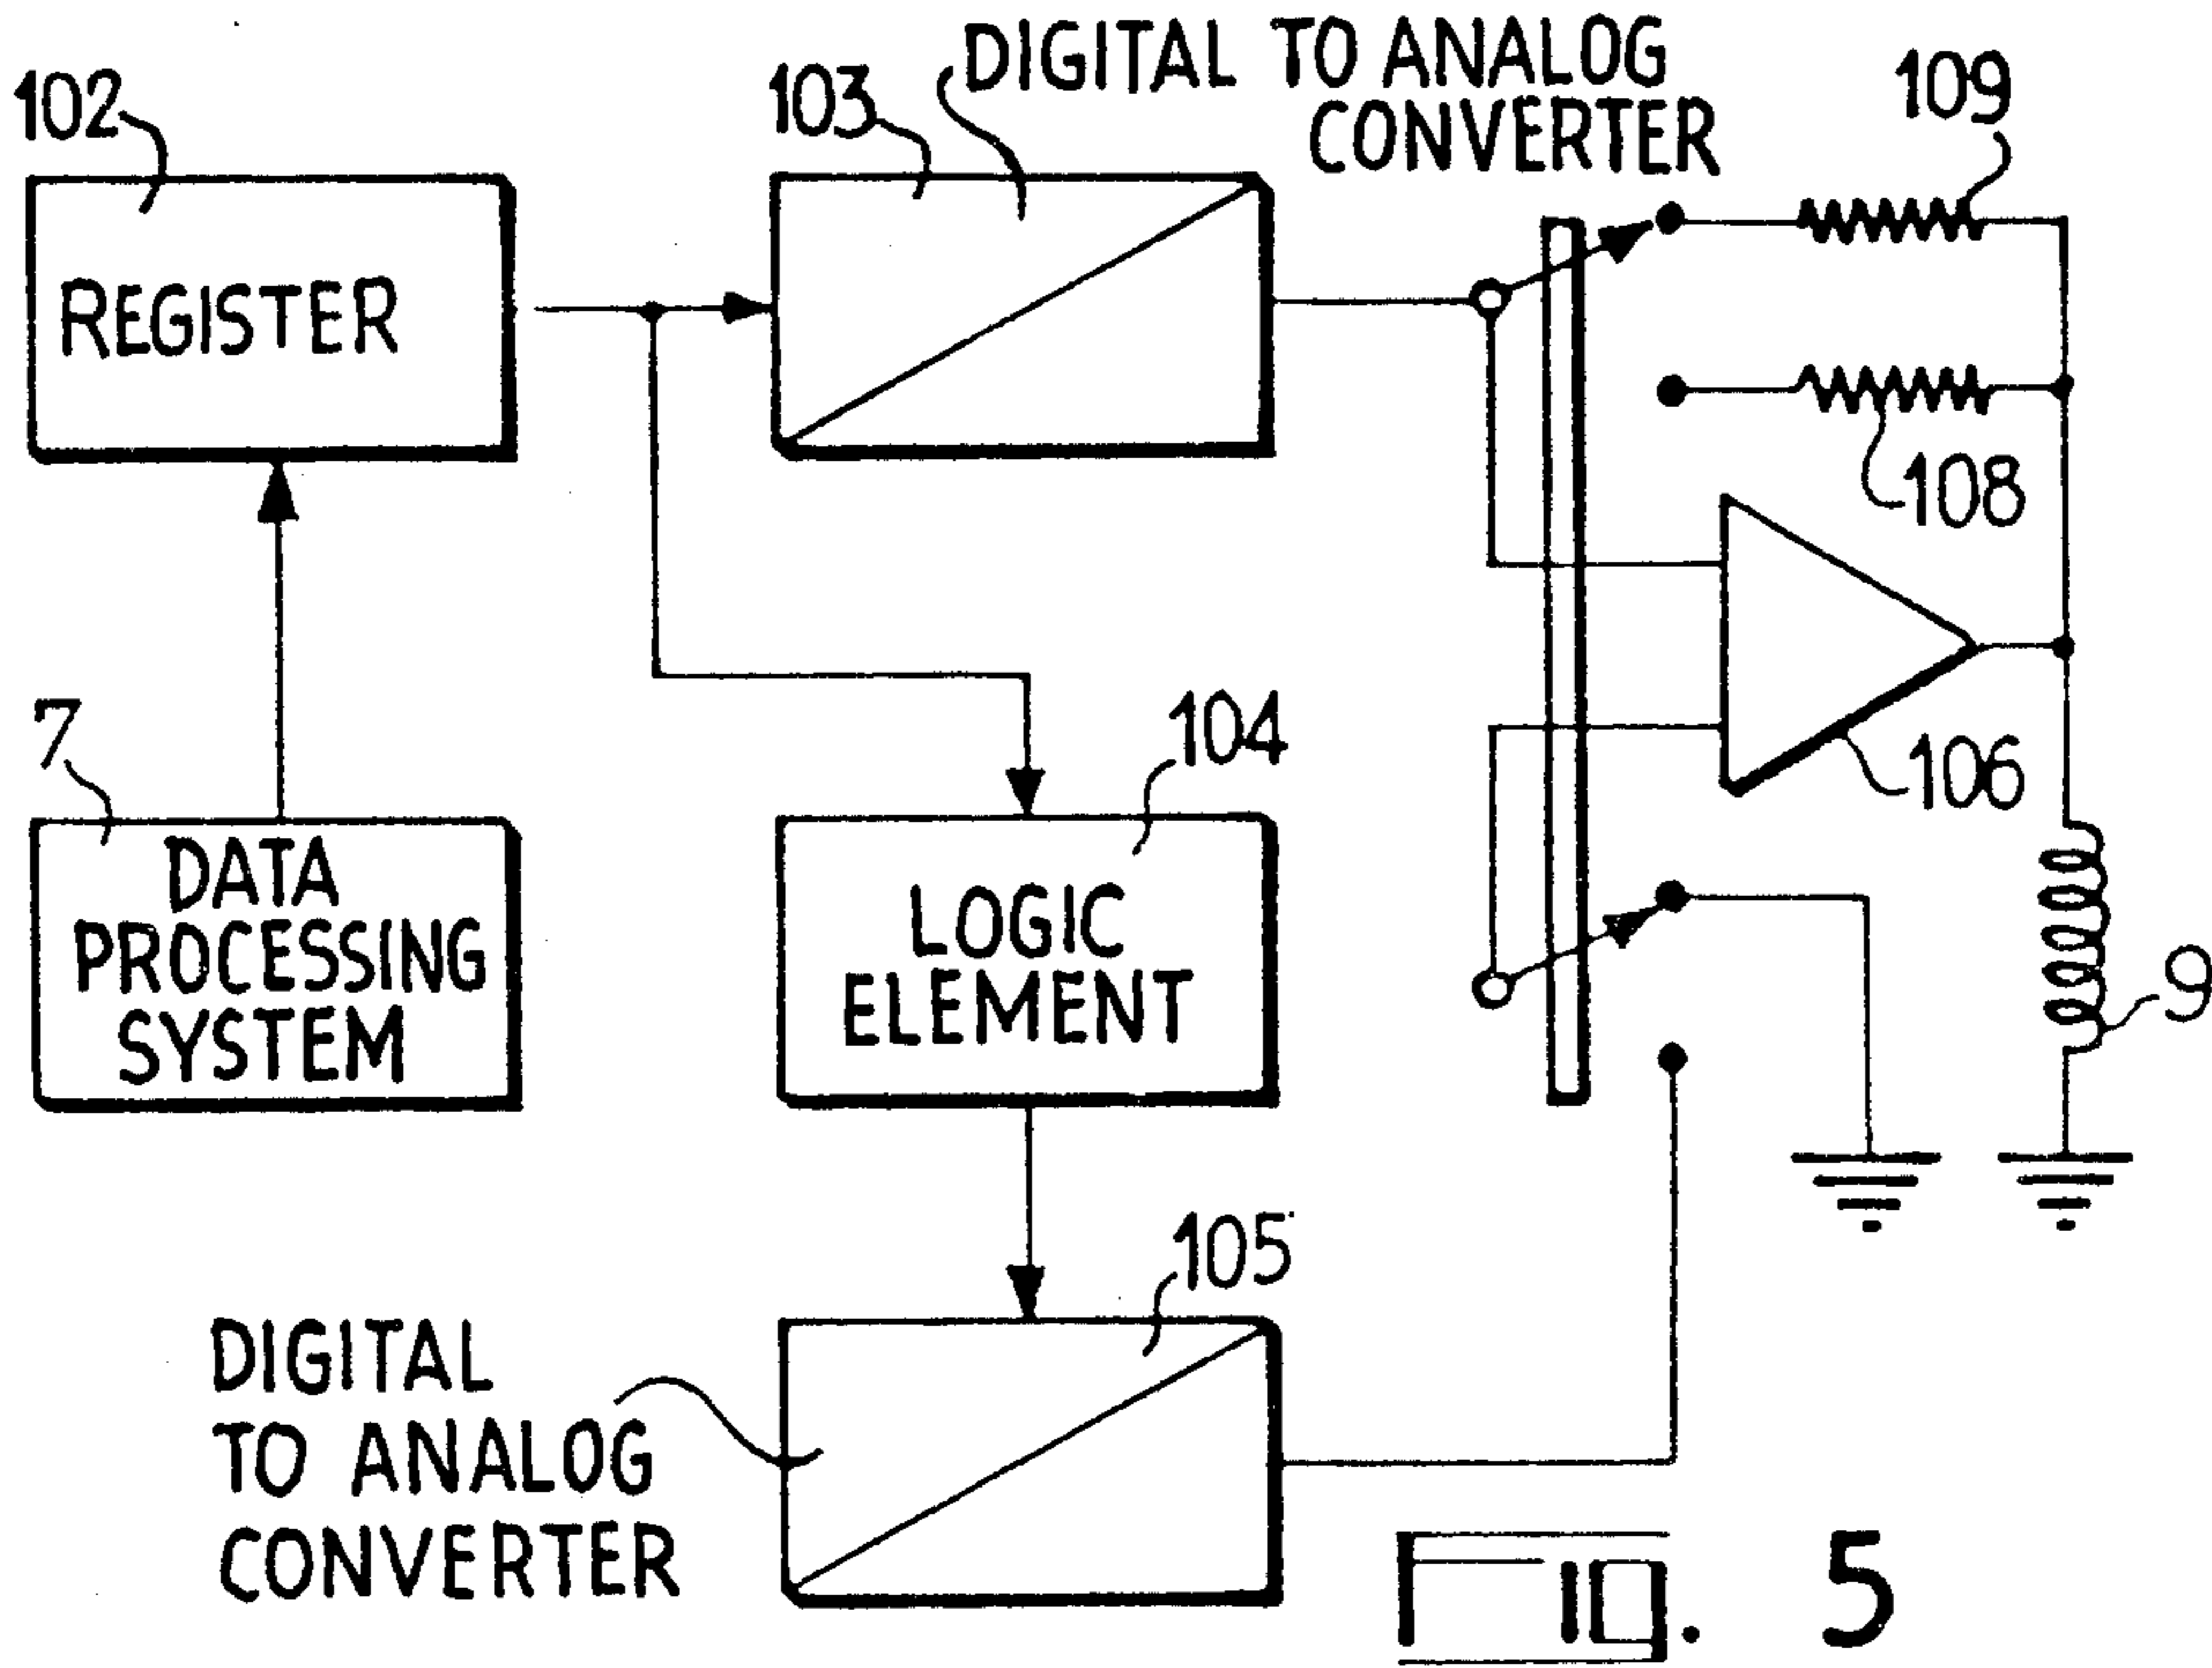 DIGITAL TO ANALOG
CONVERTER
102
103
109
REGISTER
108
7
104
106
DATA
PROCESSING
SYSTEM
LOGIC
ELEMENT
9
105
DIGITAL
TO ANALOG
CONVERTER
FIG. 5